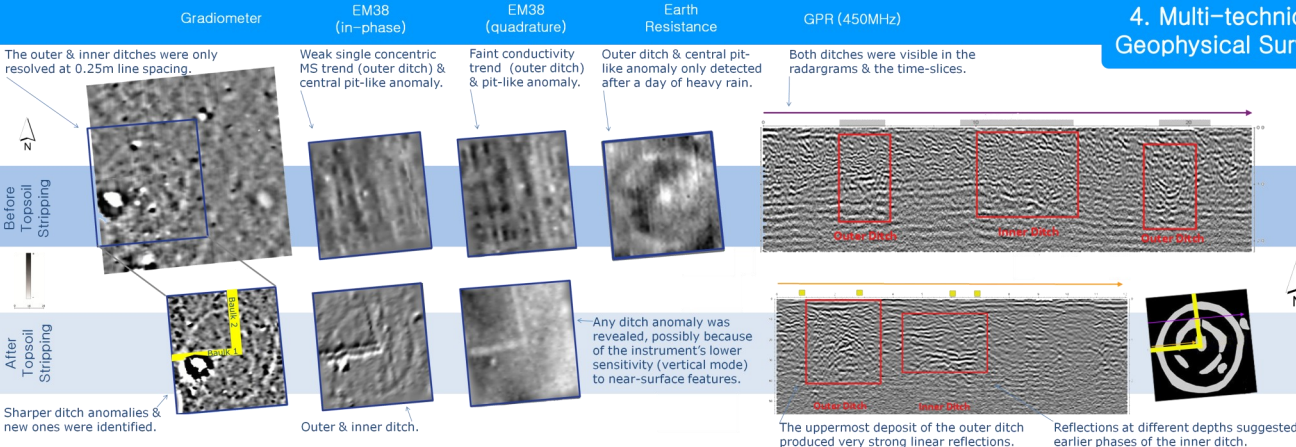 Gradiometer
EM38
(in-phase)
EM38
(quadrature)
Earth
Resistance
GPR (450MHz)
4. Multi-techni
Geophysical Sur
The outer & inner ditches were only
resolved at 0.25m line spacing.
Weak single concentric
MS trend (outer ditch) &
central pit-like anomaly.
Faint conductivity
trend (outer ditch)
& pit-like anomaly.
Outer ditch & central pit-
like anomaly only detected
after a day of heavy rain.
Both ditches were visible in the
radargrams & the time-slices.
N
Before
Topsoil
Stripping
Outer Ditch
Inner Ditch
Outer Ditch
N
After
Topsoil
Stripping
Baulk 2
Baulk 1
Any ditch anomaly was
revealed, possibly because
of the instrument's lower
sensitivity (vertical mode)
to near-surface features.
Outer Ditch
Inner Ditch
Sharper ditch anomalies &
new ones were identified.
Outer & inner ditch.
The uppermost deposit of the outer ditch
produced very strong linear reflections.
Reflections at different depths suggested
earlier phases of the inner ditch.